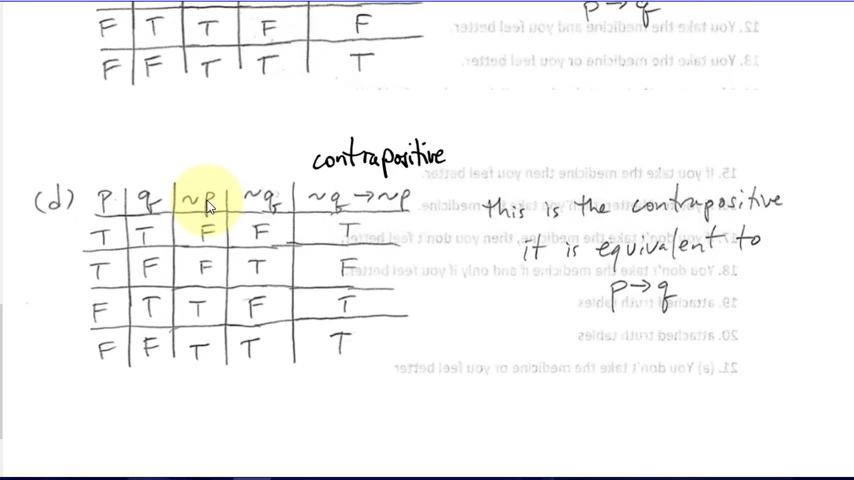 p→q
F T T F F
F F T T T
12. You take the medicine and you feel better.
13. You take the medicine or you feel better.
contrapositive
15. If you take the medicine then you feel better.
(d) p q ~p ~q ~q→~p
this is the contrapositive
T T F F T
17. If you don't take the medicine, then you don't feel better.
it is equivalent to
T F F T F
18. You don't take the medicine if and only if you feel better.
p→q
F T T F T
19. attached truth tables
F F T T T
20. attached truth tables
21. (a) You don't take the medicine or you feel better